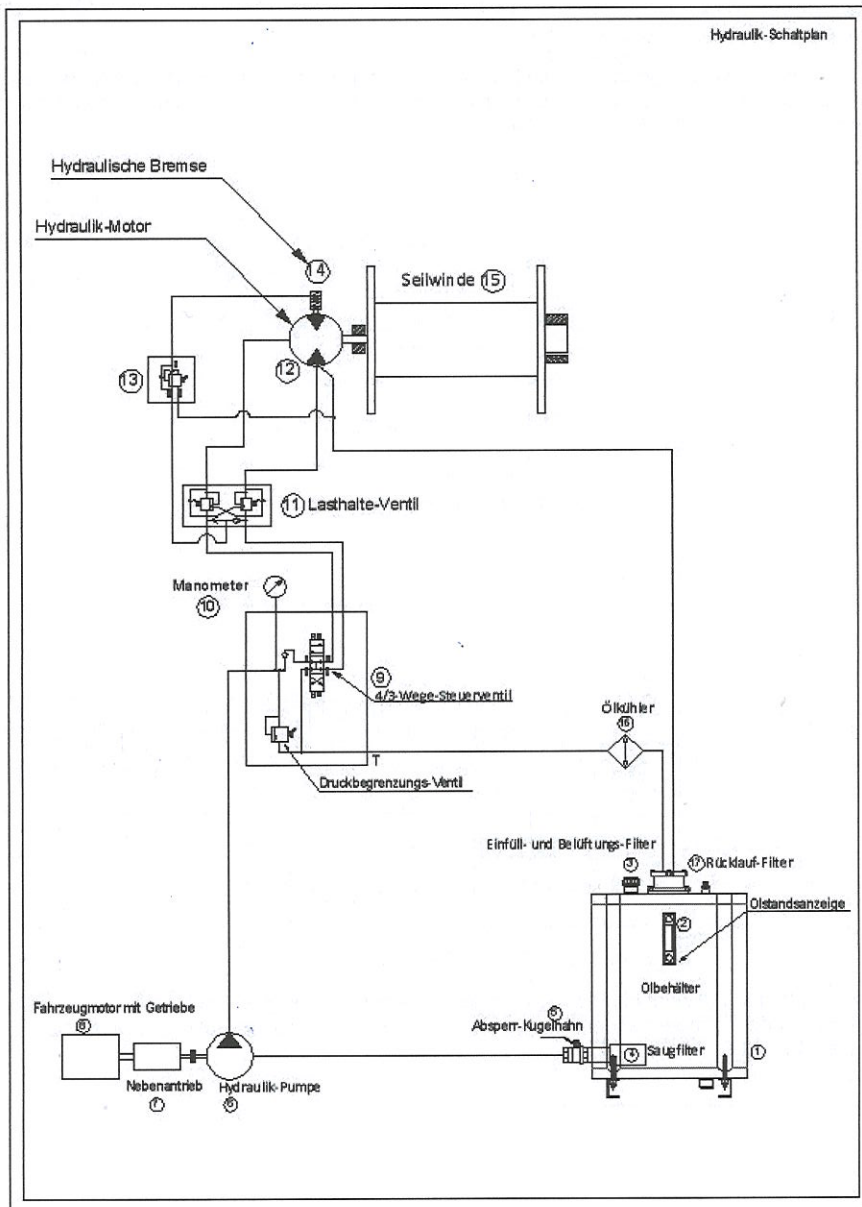 Hydraulik-Schaltplan
Hydraulische Bremse
Hydraulik-Motor
14
Seilwinde 15
12
13
11 Lasthalte-Ventil
Manometer
10
9
4/3-Wege-Steuerventil
Ölkühler
16
T
Druckbegrenzungs-Ventil
Einfüll- und Belüftungs-Filter
3
17 Rücklauf-Filter
Olstandsanzeige
2
Olbehälter
Fahrzeugmotor mit Getriebe
8
Absperr-Kugelhahn
4 Saugfilter
1
Nebenantrieb
7
Hydraulik-Pumpe